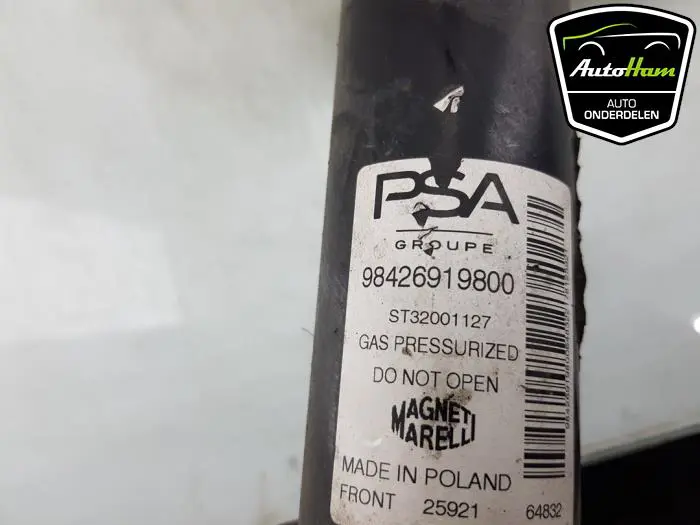 AutoHam
AUTO
ONDERDELEN
PSA
GROUPE
98426919800
ST32001127
GAS PRESSURIZED
DO NOT OPEN
MAGNETI
MARELLI
MADE IN POLAND
FRONT 25921 64832